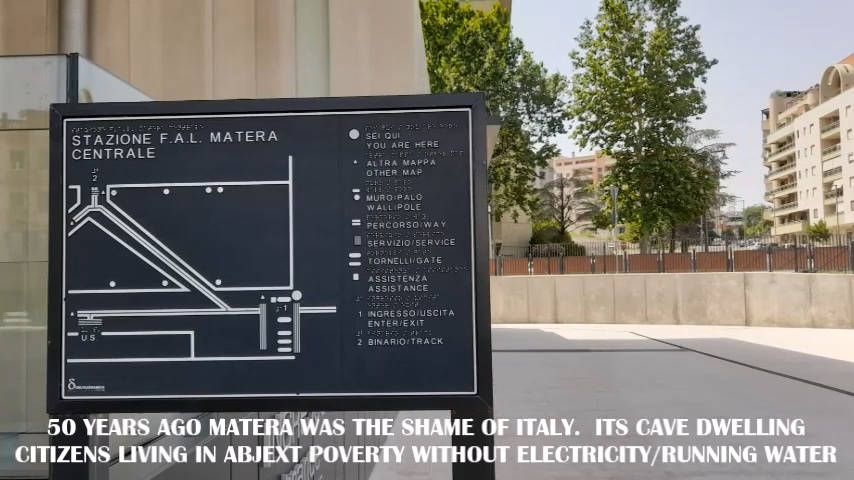 STAZIONE F.A.L. MATERA
CENTRALE
2
1
U S
SEI QUI
YOU ARE HERE
ALTRA MAPPA
OTHER MAP
MURO/PALO
WALL/POLE
PERCORSO/WAY
SERVIZIO/SERVICE
TORNELLI/GATE
ASSISTENZA
ASSISTANCE
1 INGRESSO/USCITA
ENTER/EXIT
2 BINARIO/TRACK
50 YEARS AGO MATERA WAS THE SHAME OF ITALY. ITS CAVE DWELLING
CITIZENS LIVING IN ABJEXT POVERTY WITHOUT ELECTRICITY/RUNNING WATER